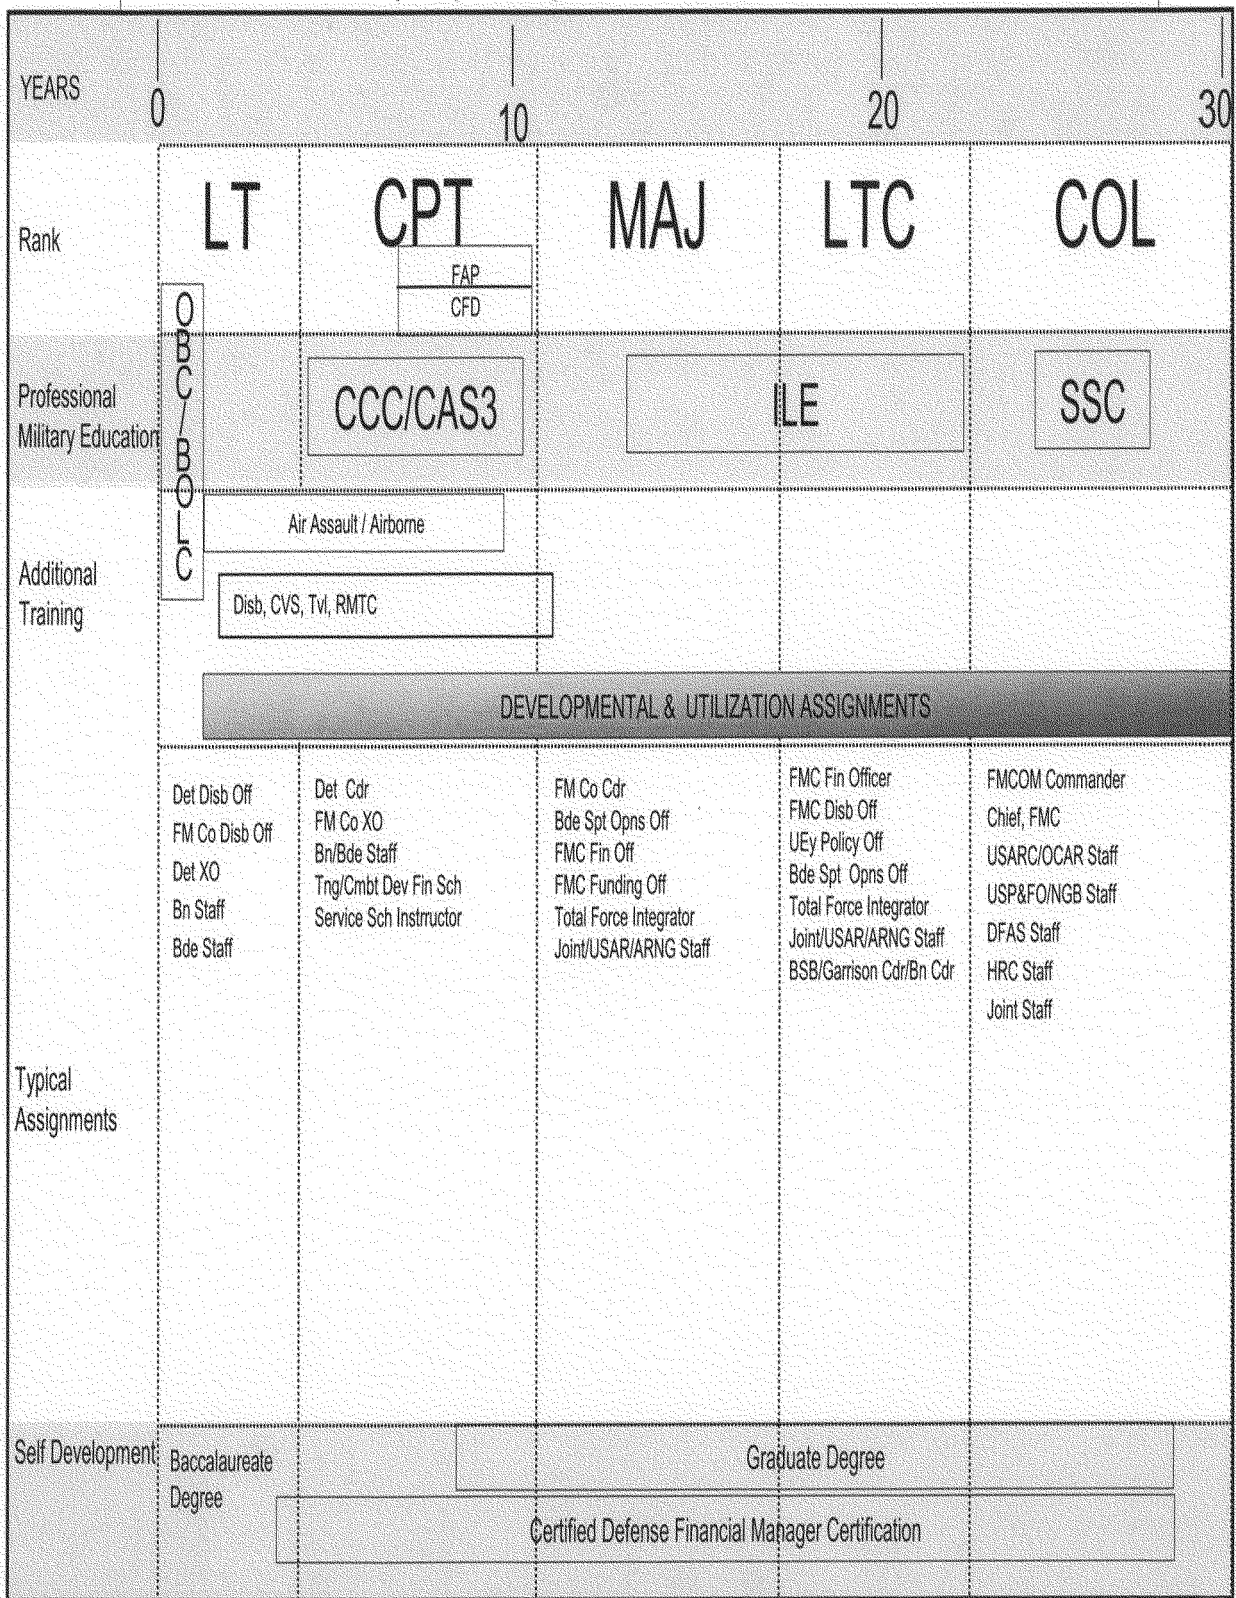 YEARS
0
10
20
30
Rank
LT
CPT
MAJ
LTC
COL
FAP
CFD
OBC/BOLC
Professional
Military Education
CCC/CAS3
ILE
SSC
Additional
Training
Air Assault / Airborne
Disb, CVS, Tvl, RMTC
DEVELOPMENTAL & UTILIZATION ASSIGNMENTS
Typical
Assignments
Det Disb Off
FM Co Disb Off
Det XO
Bn Staff
Bde Staff
Det Cdr
FM Co XO
Bn/Bde Staff
Tng/Cmbt Dev Fin Sch
Service Sch Instrructor
FM Co Cdr
Bde Spt Opns Off
FMC Fin Off
FMC Funding Off
Total Force Integrator
Joint/USAR/ARNG Staff
FMC Fin Officer
FMC Disb Off
UEy Policy Off
Bde Spt Opns Off
Total Force Integrator
Joint/USAR/ARNG Staff
BSB/Garrison Cdr/Bn Cdr
FMCOM Commander
Chief, FMC
USARC/OCAR Staff
USP&FO/NGB Staff
DFAS Staff
HRC Staff
Joint Staff
Self Development
Baccalaureate
Degree
Graduate Degree
Certified Defense Financial Manager Certification